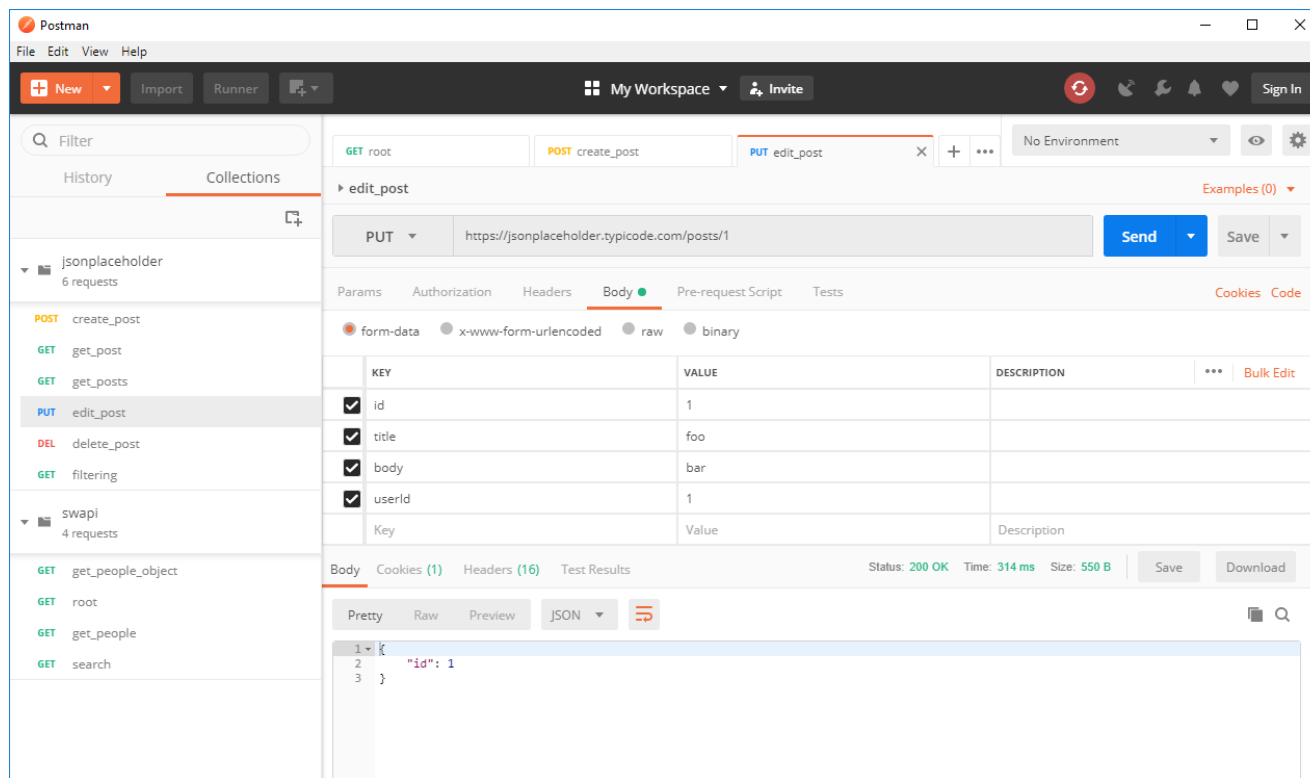 Postman
File Edit View Help
New Import Runner My Workspace Invite Sign In
Filter
History Collections
jsonplaceholder
6 requests
POST create_post
GET get_post
GET get_posts
PUT edit_post
DEL delete_post
GET filtering
swapi
4 requests
GET get_people_object
GET root
GET get_people
GET search
GET root POST create_post PUT edit_post No Environment
edit_post Examples (0)
PUT https://jsonplaceholder.typicode.com/posts/1 Send Save
Params Authorization Headers Body Pre-request Script Tests Cookies Code
form-data x-www-form-urlencoded raw binary
KEY VALUE DESCRIPTION Bulk Edit
id 1
title foo
body bar
userId 1
Key Value Description
Body Cookies (1) Headers (16) Test Results Status: 200 OK Time: 314 ms Size: 550 B Save Download
Pretty Raw Preview JSON
1 {
2 "id": 1
3 }